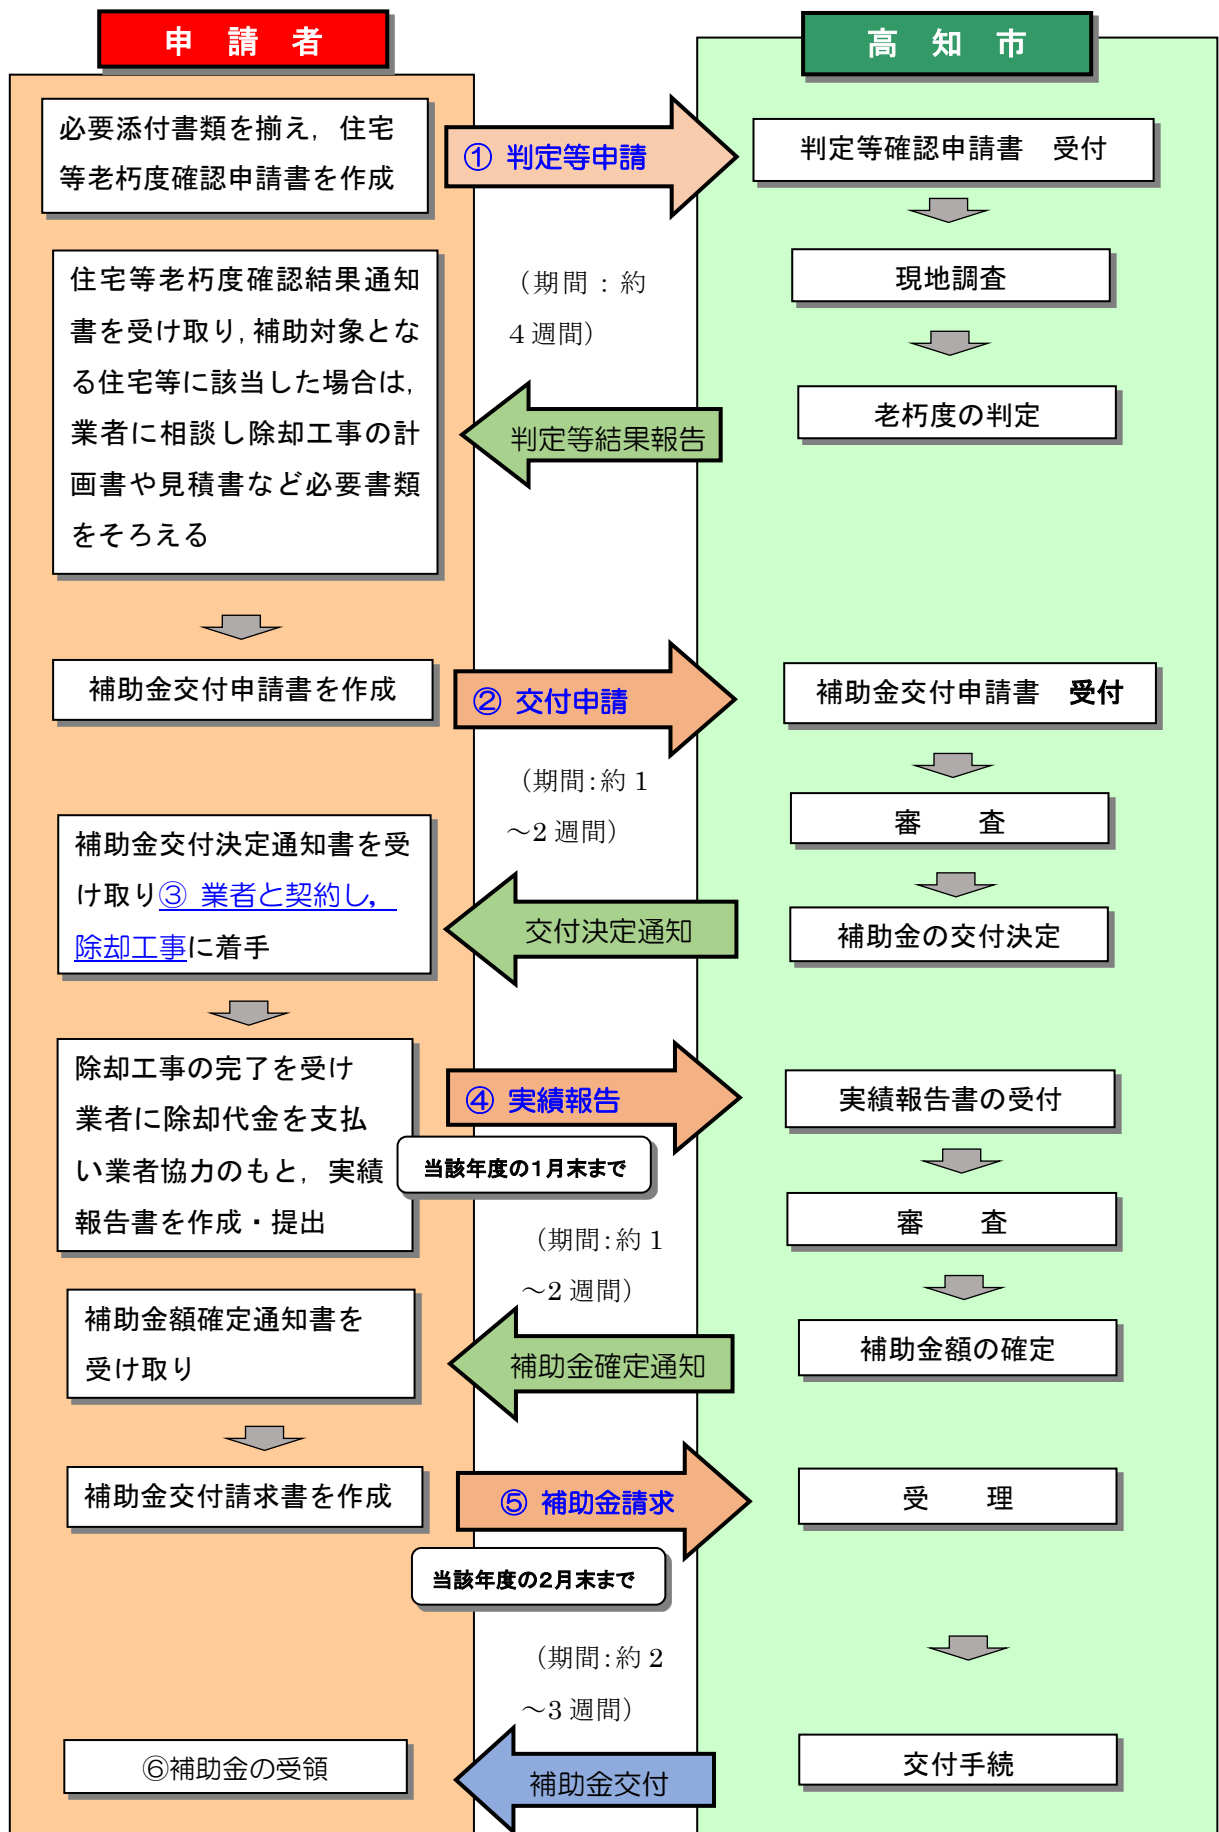 申 請 者
高 知 市
必要添付書類を揃え，住宅
等老朽度確認申請書を作成
① 判定等申請
判定等確認申請書　受付
現地調査
（期間：約
4 週間）
住宅等老朽度確認結果通知
書を受け取り，補助対象とな
る住宅等に該当した場合は，
業者に相談し除却工事の計
画書や見積書など必要書類
をそろえる
老朽度の判定
判定等結果報告
補助金交付申請書を作成
② 交付申請
補助金交付申請書　受付
（期間：約 1
～2 週間）
審　　査
補助金交付決定通知書を受
け取り③ 業者と契約し，
除却工事に着手
交付決定通知
補助金の交付決定
除却工事の完了を受け
業者に除却代金を支払
い業者協力のもと，実績
報告書を作成・提出
④ 実績報告
当該年度の1月末まで
実績報告書の受付
（期間：約 1
～2 週間）
審　　査
補助金額確定通知書を
受け取り
補助金確定通知
補助金額の確定
補助金交付請求書を作成
⑤ 補助金請求
当該年度の2月末まで
受　　理
（期間：約 2
～3 週間）
⑥補助金の受領
補助金交付
交付手続